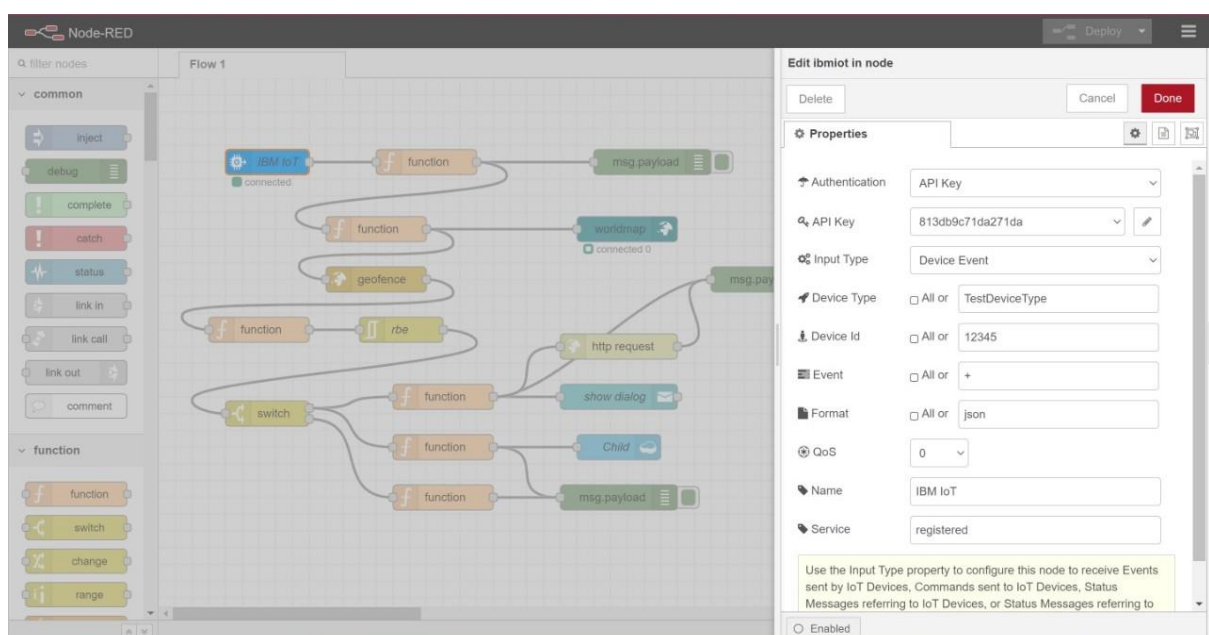 Node-RED
Deploy
filter nodes
Flow 1
common
inject
debug
complete
catch
status
link in
link call
link out
comment
function
function
switch
change
range
IBM IoT
connected
function
msg.payload
function
worldmap
connected 0
geofence
msg.pay
function
rbe
http request
switch
function
show dialog
function
Child
function
msg.payload
Edit ibmiot in node
Delete
Cancel
Done
Properties
Authentication
API Key
API Key
813db9c71da271da
Input Type
Device Event
Device Type
All or
TestDeviceType
Device Id
All or
12345
Event
All or
+
Format
All or
json
QoS
0
Name
IBM IoT
Service
registered
Use the Input Type property to configure this node to receive Events
sent by IoT Devices, Commands sent to IoT Devices, Status
Messages referring to IoT Devices, or Status Messages referring to
Enabled